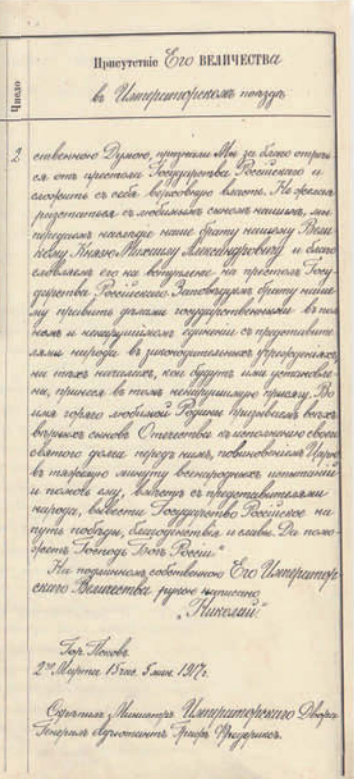 Число
Присутствіе Его ВЕЛИЧЕСТВА
въ Императорскомъ поѣздѣ
2
ственною Думою, признали Мы за благо отречь
ся отъ престола Государства Россійскаго и
сложить съ себя верховную власть. Не желая
разстаться съ любимымъ сыномъ нашимъ, мы
передаемъ наслѣдіе наше брату нашему Вели
кому Князю Михаилу Александровичу и благо
словляемъ его на вступленіе на престолъ Госу
дарства Россійскаго. Заповѣдуемъ брату наше
му править дѣлами государственными въ пол
номъ и ненарушимомъ единеніи съ представите
лями народа въ законодательныхъ учрежденіяхъ,
на тѣхъ началахъ, кои будутъ ими установле
ны, принеся въ томъ ненарушимую присягу. Во
имя горячо любимой Родины призываемъ всѣхъ
вѣрныхъ сыновъ Отечества къ исполненію своего
святого долга передъ нимъ, повиновеніемъ Царю
въ тяжелую минуту всенародныхъ испытаній
и помочь ему, вмѣстѣ съ представителями
народа, вывести Государство Россійское на
путь побѣды, благоденствія и славы. Да помо
жетъ Господь Богъ Россіи."
На подлинномъ собственною Его Император
скаго Величества рукою написано
„Николай."
Гор. Псковъ.
2го Марта 15 час. 5 мин. 1917 г.
Скрѣпилъ Министръ Императорскаго Двора
Генералъ Адъютантъ Графъ Фредериксъ.